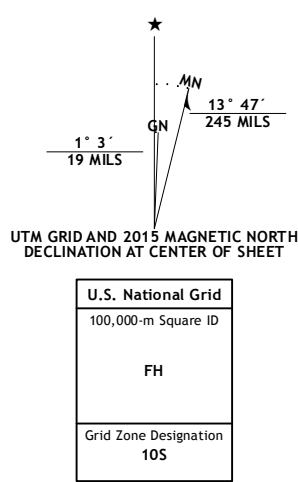 ★
MN
13° 47´
245 MILS
GN
1° 3´
19 MILS
UTM GRID AND 2015 MAGNETIC NORTH
DECLINATION AT CENTER OF SHEET
U.S. National Grid
100,000-m Square ID
FH
Grid Zone Designation
10S